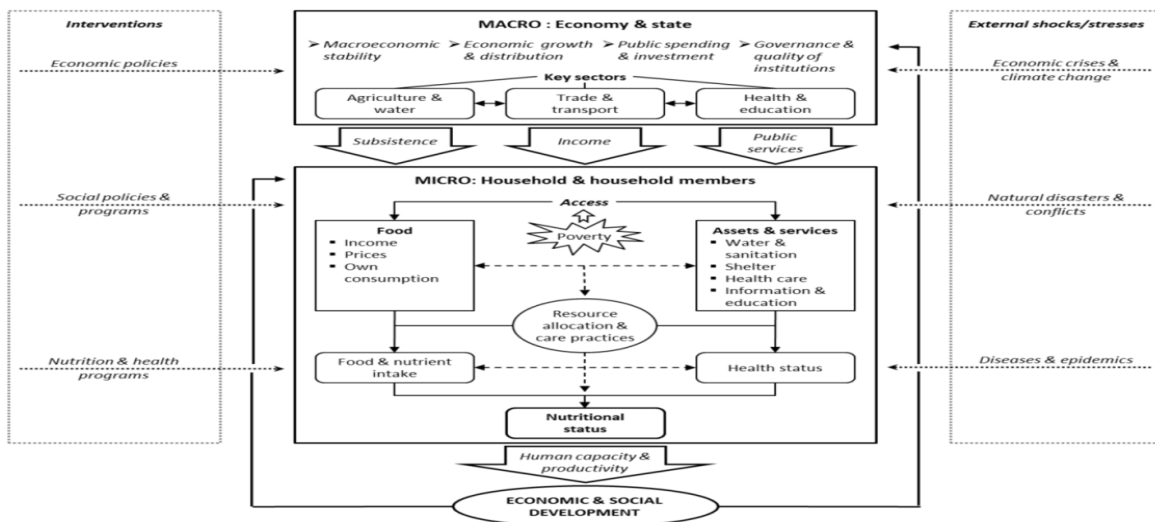 Interventions
Economic policies
Social policies &
programs
Nutrition & health
programs
MACRO : Economy & state
➢ Macroeconomic
stability
➢ Economic growth
& distribution
➢ Public spending
& investment
➢ Governance &
quality of
institutions
Key sectors
Agriculture &
water
Trade &
transport
Health &
education
Subsistence
Income
Public
services
MICRO: Household & household members
Access
Poverty
Food
▪ Income
▪ Prices
▪ Own
consumption
Assets & services
▪ Water &
sanitation
▪ Shelter
▪ Health care
▪ Information &
education
Resource
allocation &
care practices
Food & nutrient
intake
Health status
Nutritional
status
Human capacity &
productivity
ECONOMIC & SOCIAL
DEVELOPMENT
External shocks/stresses
Economic crises &
climate change
Natural disasters &
conflicts
Diseases & epidemics